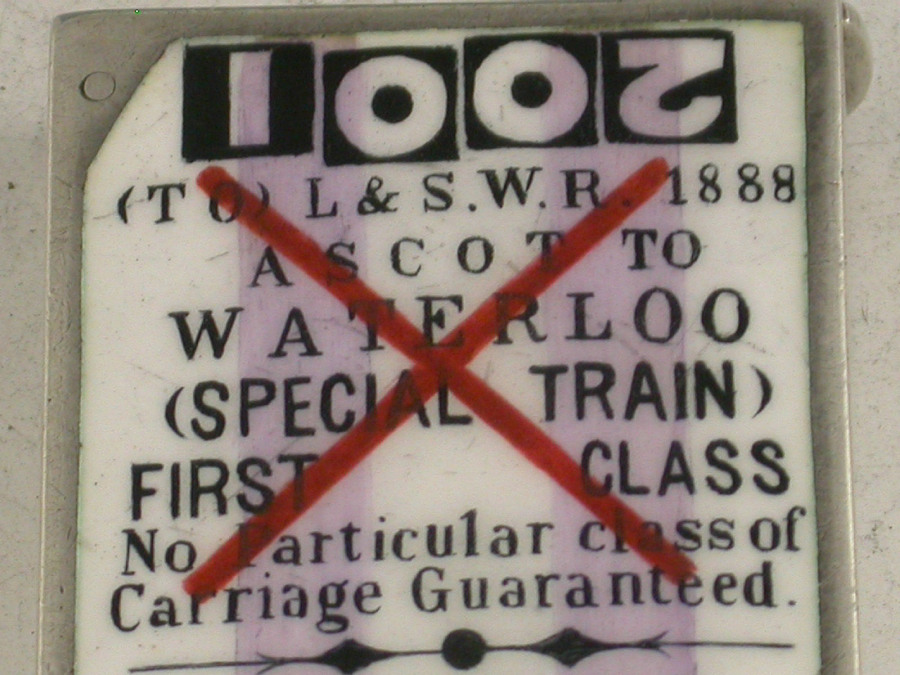 2001
(TO) L & S.W.R. 1888
ASCOT TO
WATERLOO
(SPECIAL TRAIN)
FIRST CLASS
No Particular class of
Carriage Guaranteed.